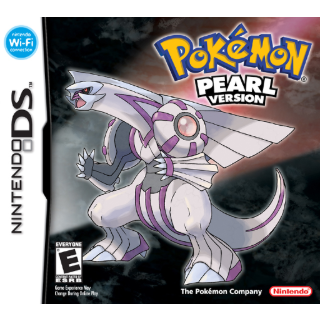 Nintendo
Wi-Fi
connection
NINTENDO DS™
POKéMON®
PEARL
VERSION
EVERYONE
E
ESRB
Game Experience May
Change During Online Play
The Pokémon Company
Nintendo